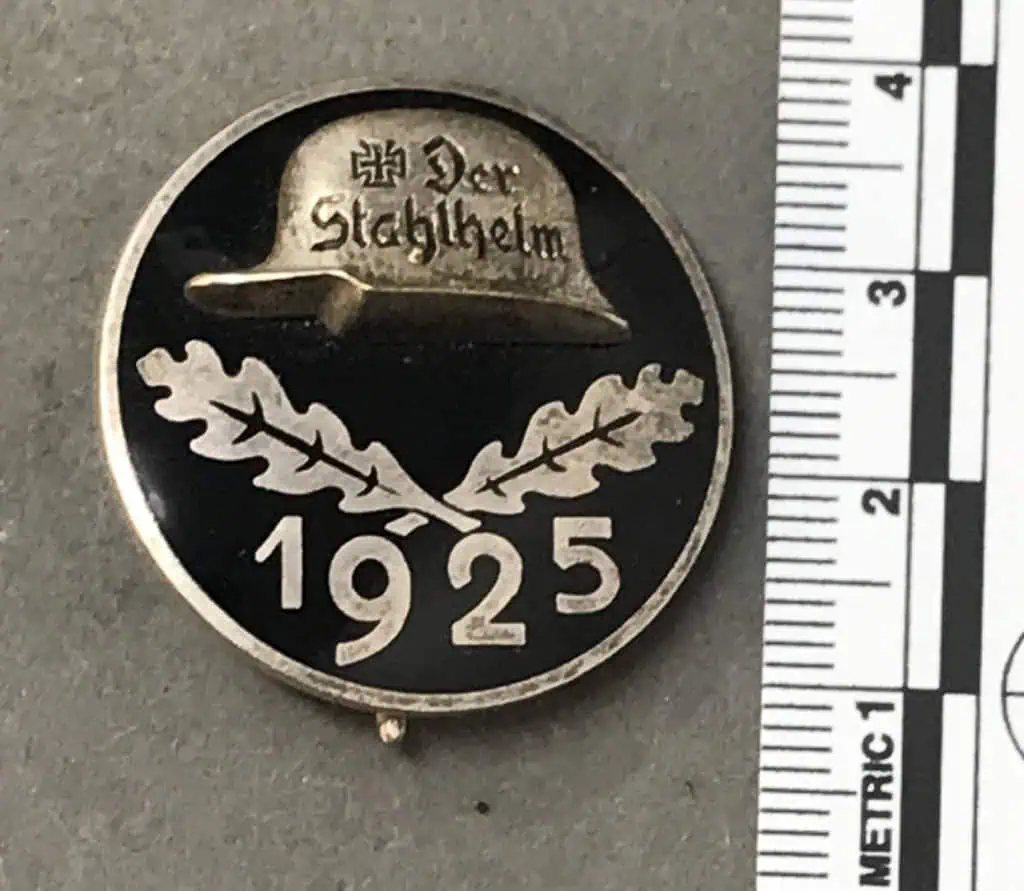 Der
Stahlhelm
1925
4
3
2
METRIC 1